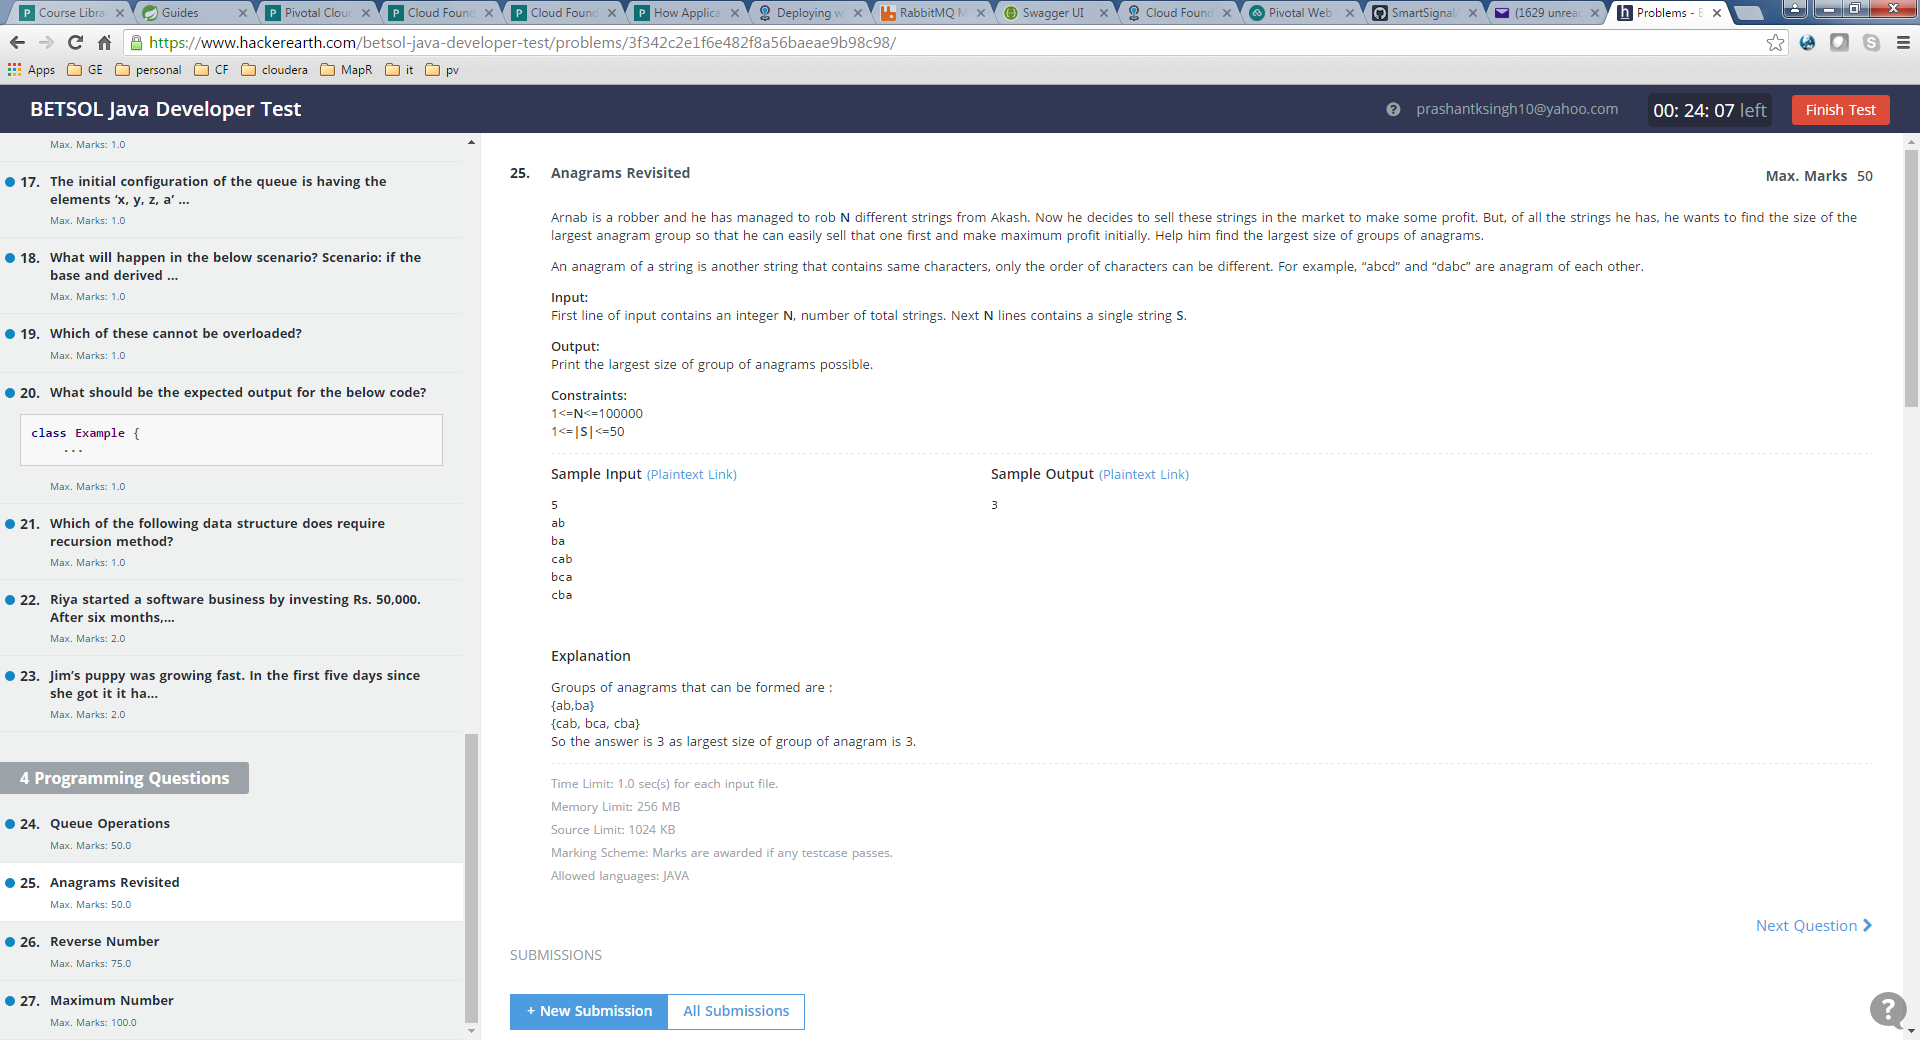 Course Libra
Guides
Pivotal Clou
Cloud Found
Cloud Found
How Applica
Deploying w
RabbitMQ M
Swagger UI
Cloud Found
Pivotal Web
SmartSignal
(1629 unrea
Problems - B
https://www.hackerearth.com/betsol-java-developer-test/problems/3f342c2e1f6e482f8a56baeae9b98c98/
Apps GE personal CF cloudera MapR it pv
BETSOL Java Developer Test
prashantksingh10@yahoo.com
00: 24: 07 left
Finish Test
Max. Marks: 1.0
17. The initial configuration of the queue is having the
elements ‘x, y, z, a’ ...
Max. Marks: 1.0
18. What will happen in the below scenario? Scenario: if the
base and derived ...
Max. Marks: 1.0
19. Which of these cannot be overloaded?
Max. Marks: 1.0
20. What should be the expected output for the below code?
class Example {
...
Max. Marks: 1.0
21. Which of the following data structure does require
recursion method?
Max. Marks: 1.0
22. Riya started a software business by investing Rs. 50,000.
After six months,...
Max. Marks: 2.0
23. Jim’s puppy was growing fast. In the first five days since
she got it it ha...
Max. Marks: 2.0
4 Programming Questions
24. Queue Operations
Max. Marks: 50.0
25. Anagrams Revisited
Max. Marks: 50.0
26. Reverse Number
Max. Marks: 75.0
27. Maximum Number
Max. Marks: 100.0
25. Anagrams Revisited
Max. Marks 50
Arnab is a robber and he has managed to rob N different strings from Akash. Now he decides to sell these strings in the market to make some profit. But, of all the strings he has, he wants to find the size of the
largest anagram group so that he can easily sell that one first and make maximum profit initially. Help him find the largest size of groups of anagrams.
An anagram of a string is another string that contains same characters, only the order of characters can be different. For example, “abcd” and “dabc” are anagram of each other.
Input:
First line of input contains an integer N, number of total strings. Next N lines contains a single string S.
Output:
Print the largest size of group of anagrams possible.
Constraints:
1<=N<=100000
1<=|S|<=50
Sample Input (Plaintext Link)
5
ab
ba
cab
bca
cba
Sample Output (Plaintext Link)
3
Explanation
Groups of anagrams that can be formed are :
{ab,ba}
{cab, bca, cba}
So the answer is 3 as largest size of group of anagram is 3.
Time Limit: 1.0 sec(s) for each input file.
Memory Limit: 256 MB
Source Limit: 1024 KB
Marking Scheme: Marks are awarded if any testcase passes.
Allowed languages: JAVA
Next Question
SUBMISSIONS
+ New Submission
All Submissions